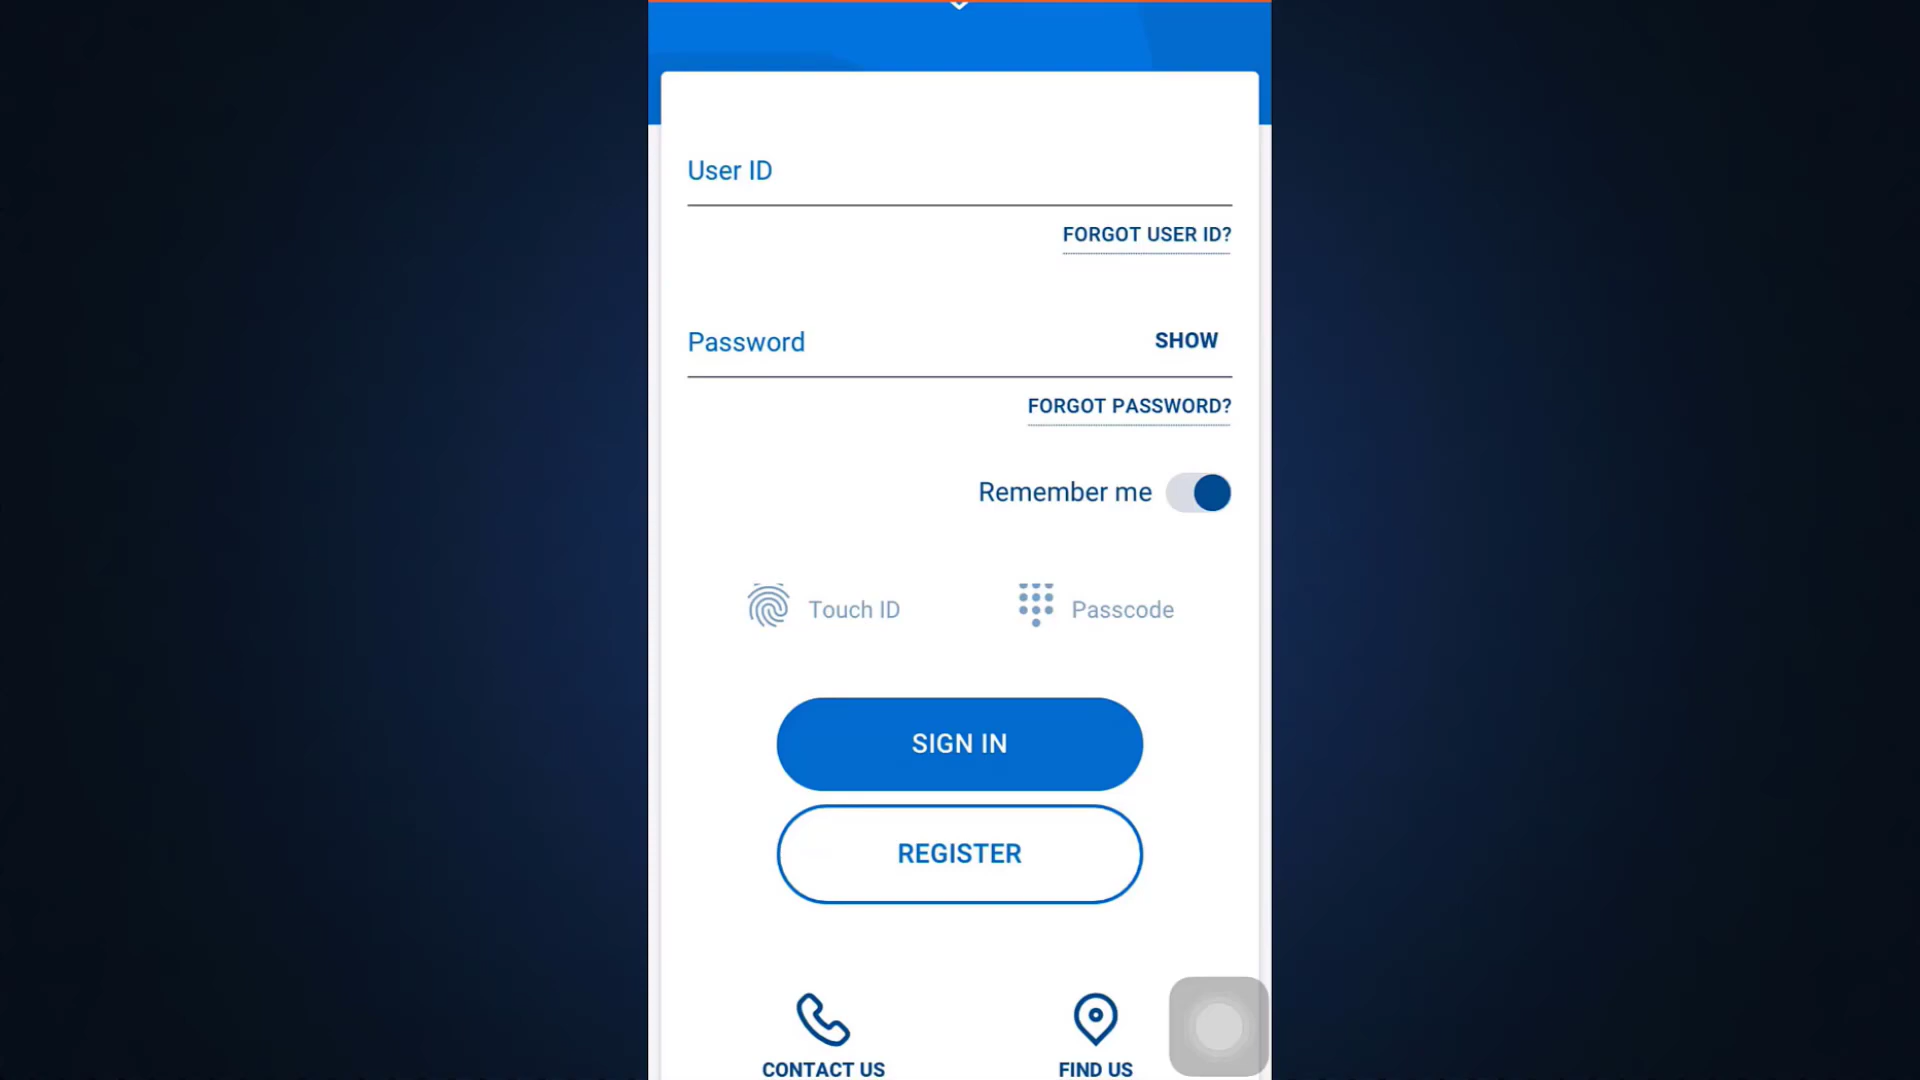 User ID
FORGOT USER ID?
Password SHOW
FORGOT PASSWORD?
Remember me
Touch ID Passcode
SIGN IN
REGISTER
CONTACT US FIND US